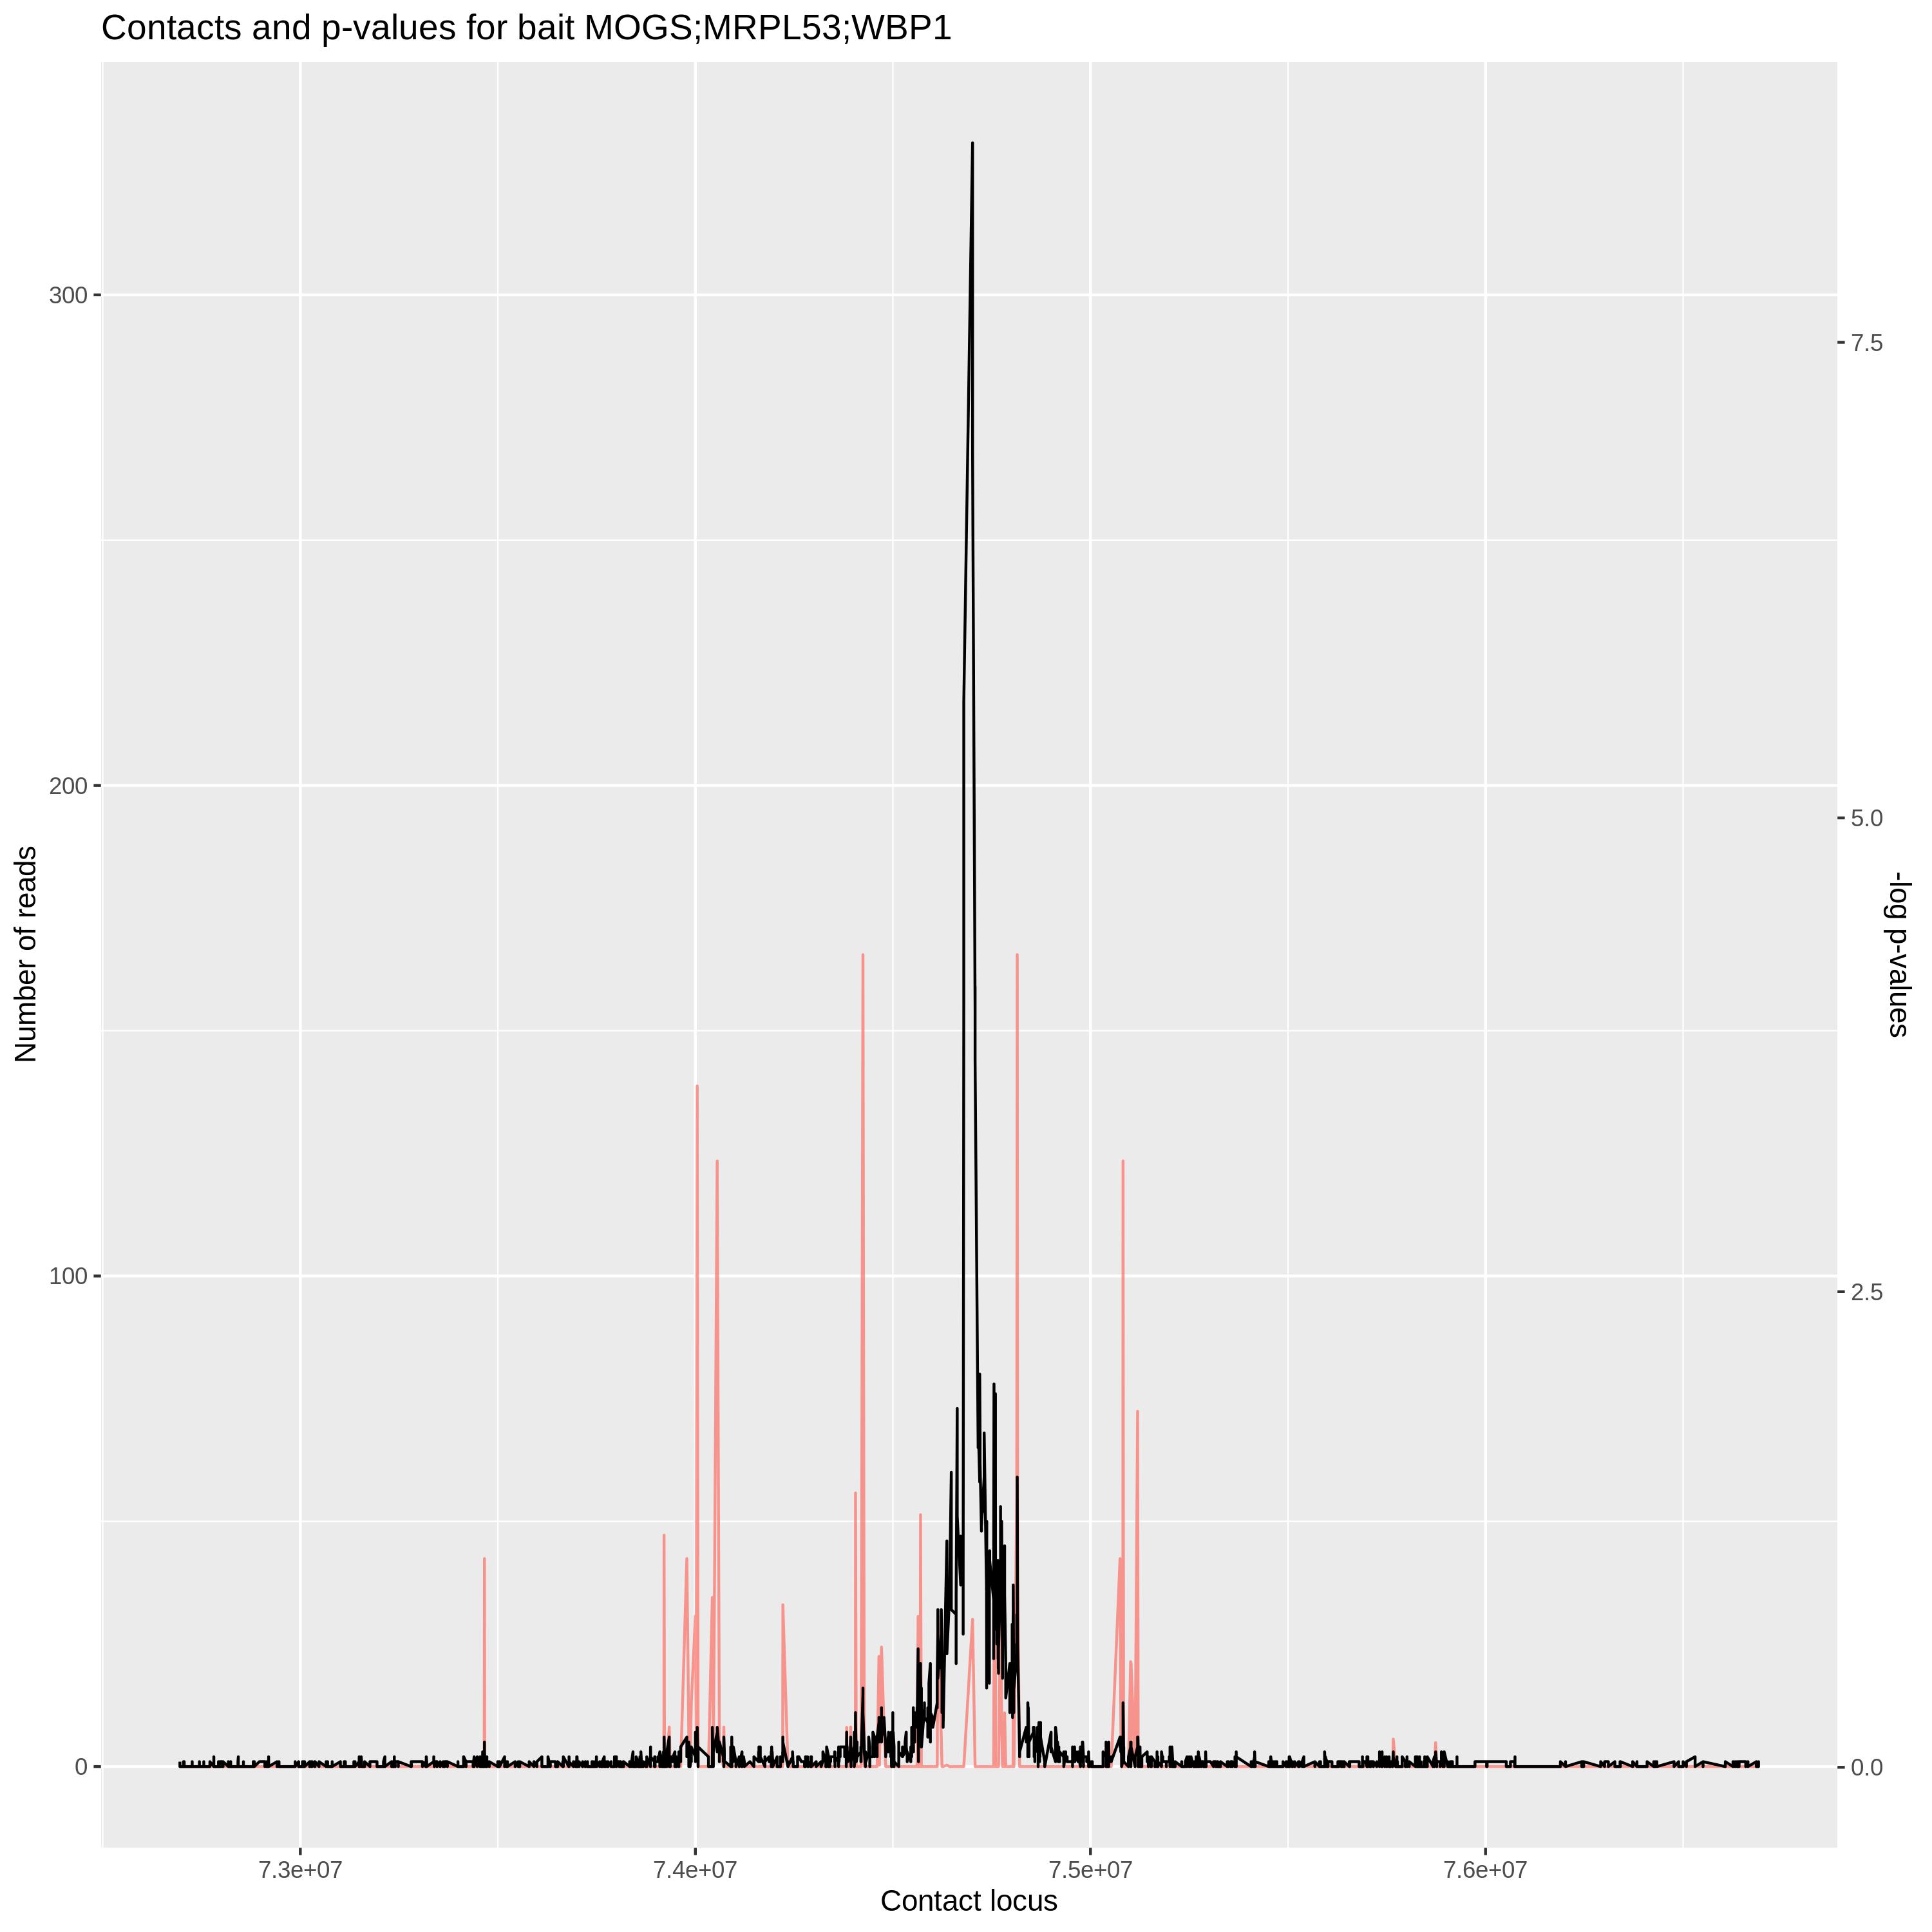 Contacts and p-values for bait MOGS;MRPL53;WBP1
Number of reads
300
200
100
0
7.5
5.0
2.5
0.0
-log p-values
7.3e+07 7.4e+07 7.5e+07 7.6e+07
Contact locus